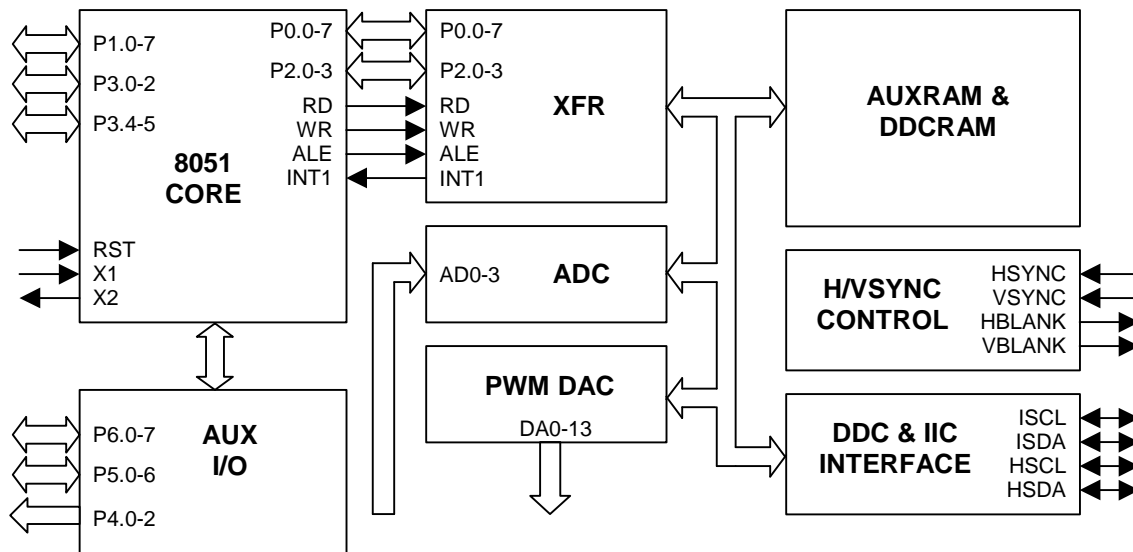 P1.0-7
P3.0-2
P3.4-5
P0.0-7
P2.0-3
RD
WR
ALE
INT1
8051
CORE
RST
X1
X2
P0.0-7
P2.0-3
RD
WR
ALE
INT1
XFR
AUXRAM &
DDCRAM
AD0-3
ADC
H/VSYNC
CONTROL
HSYNC
VSYNC
HBLANK
VBLANK
PWM DAC
DA0-13
AUX
I/O
P6.0-7
P5.0-6
P4.0-2
DDC & IIC
INTERFACE
ISCL
ISDA
HSCL
HSDA